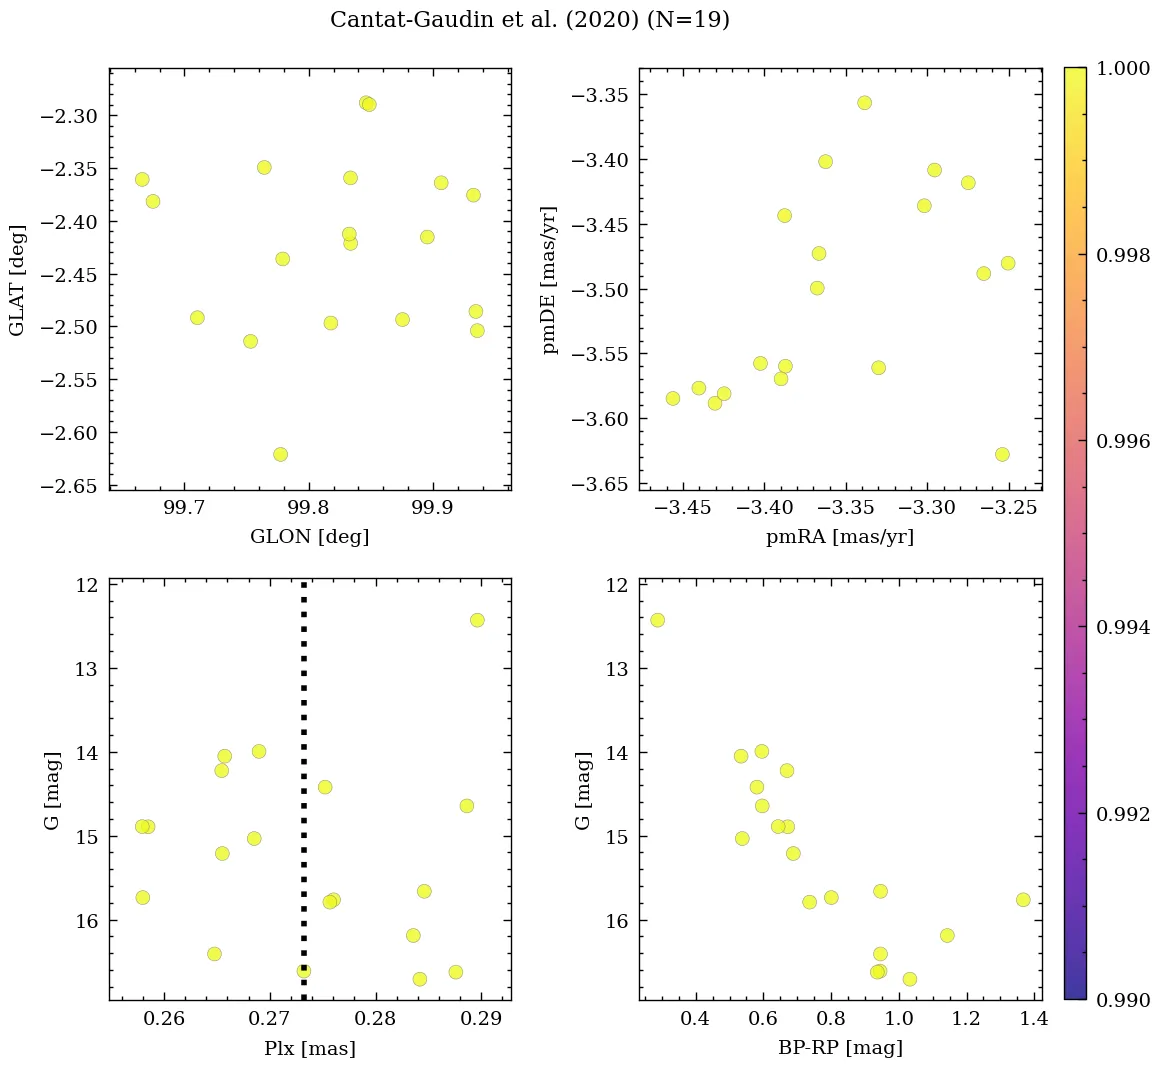 Cantat-Gaudin et al. (2020) (N=19)
−2.30
−2.35
−2.40
−2.45
−2.50
−2.55
−2.60
−2.65
GLAT [deg]
99.7 99.8 99.9
GLON [deg]
−3.35
−3.40
−3.45
−3.50
−3.55
−3.60
−3.65
pmDE [mas/yr]
−3.45 −3.40 −3.35 −3.30 −3.25
pmRA [mas/yr]
12
13
14
15
16
G [mag]
0.26 0.27 0.28 0.29
Plx [mas]
12
13
14
15
16
G [mag]
0.4 0.6 0.8 1.0 1.2 1.4
BP-RP [mag]
1.000
0.998
0.996
0.994
0.992
0.990